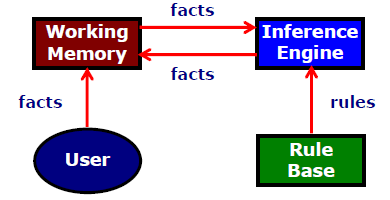 facts
Working
Memory
Inference
Engine
facts
facts
rules
User
Rule
Base